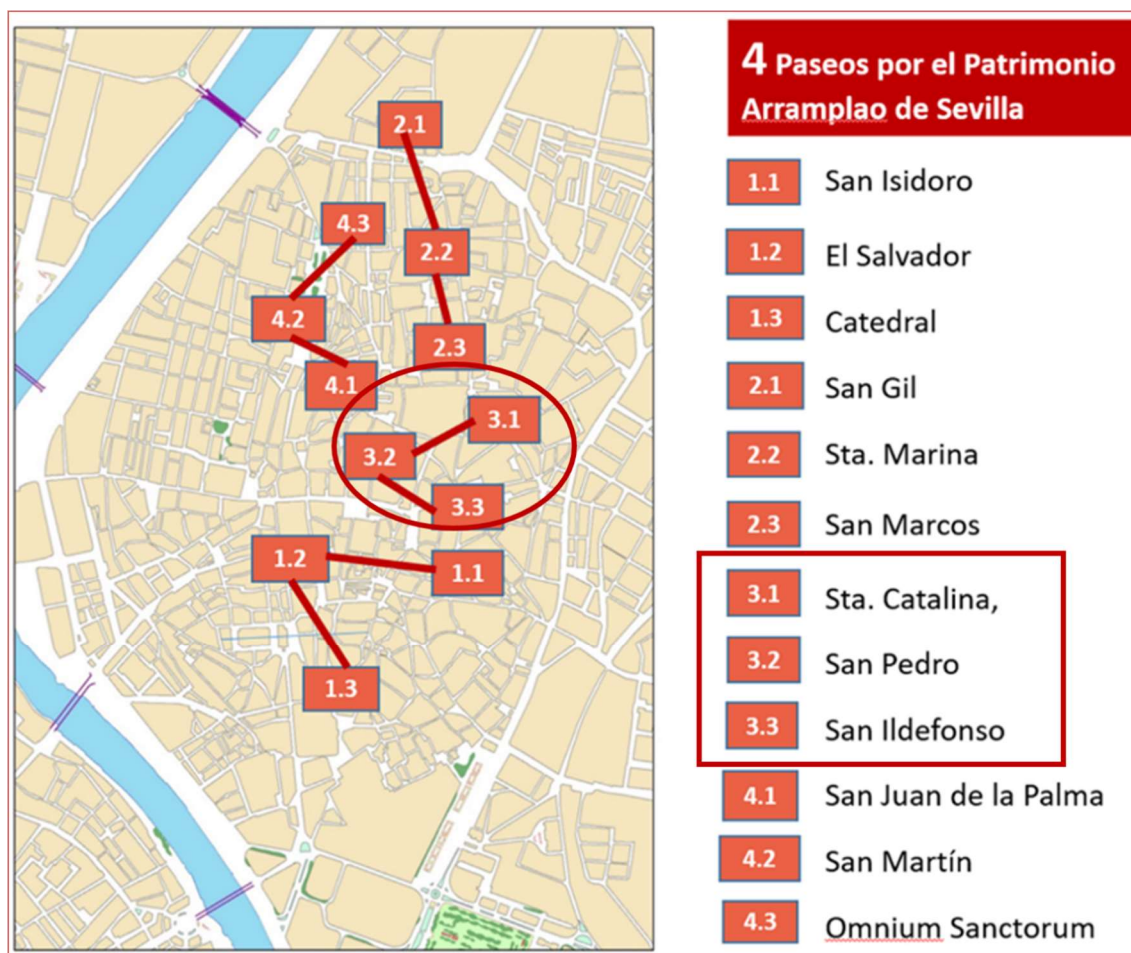 4 Paseos por el Patrimonio
Arramplao de Sevilla
1.1 San Isidoro
1.2 El Salvador
1.3 Catedral
2.1 San Gil
2.2 Sta. Marina
2.3 San Marcos
3.1 Sta. Catalina,
3.2 San Pedro
3.3 San Ildefonso
4.1 San Juan de la Palma
4.2 San Martín
4.3 Omnium Sanctorum
2.1
4.3
2.2
4.2
2.3
4.1
3.1
3.2
3.3
1.2
1.1
1.3